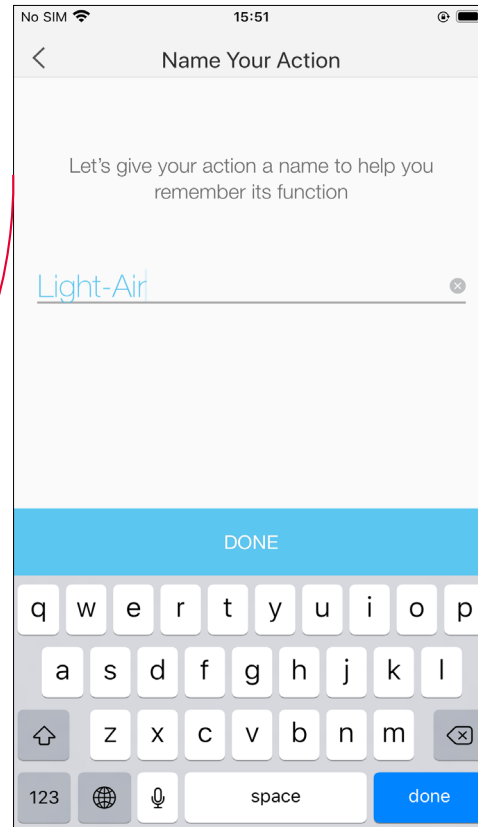 No SIM 15:51
Name Your Action
Let's give your action a name to help you
remember its function
Light-Air
DONE
q w e r t y u i o p
a s d f g h j k l
z x c v b n m
123 space done